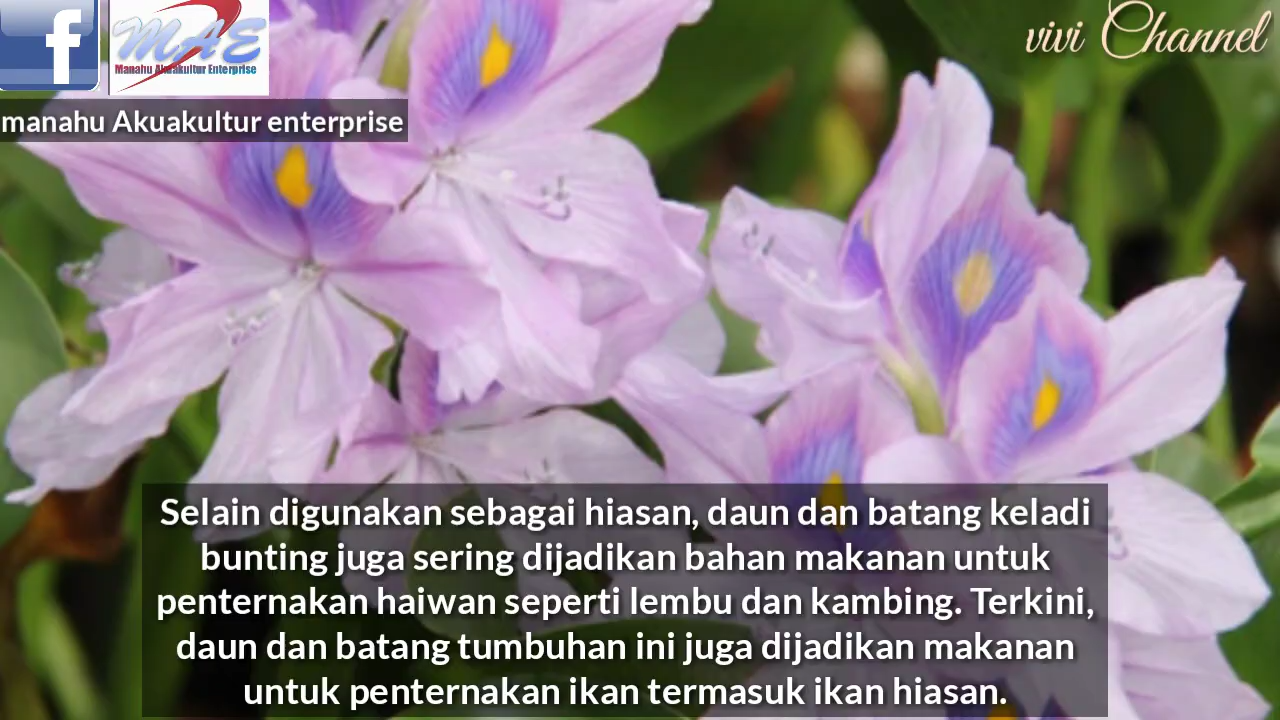 f
MAE
Manahu Akuakultur Enterprise
vivi Channel
manahu Akuakultur enterprise
Selain digunakan sebagai hiasan, daun dan batang keladi
bunting juga sering dijadikan bahan makanan untuk
penternakan haiwan seperti lembu dan kambing. Terkini,
daun dan batang tumbuhan ini juga dijadikan makanan
untuk penternakan ikan termasuk ikan hiasan.